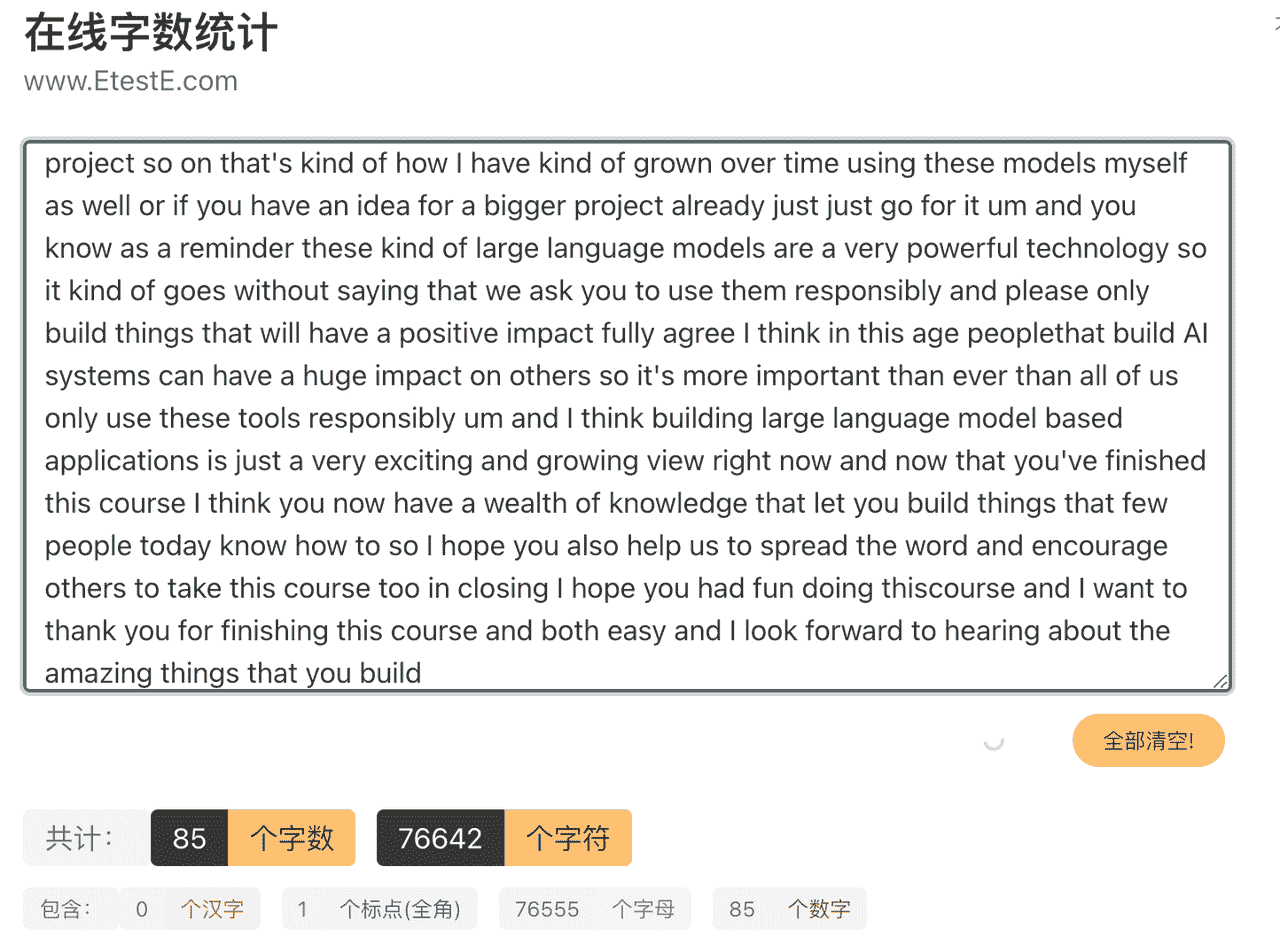 在线字数统计
www.EtestE.com
project so on that's kind of how I have kind of grown over time using these models myself
as well or if you have an idea for a bigger project already just just go for it um and you
know as a reminder these kind of large language models are a very powerful technology so
it kind of goes without saying that we ask you to use them responsibly and please only
build things that will have a positive impact fully agree I think in this age peoplethat build AI
systems can have a huge impact on others so it's more important than ever than all of us
only use these tools responsibly um and I think building large language model based
applications is just a very exciting and growing view right now and now that you've finished
this course I think you now have a wealth of knowledge that let you build things that few
people today know how to so I hope you also help us to spread the word and encourage
others to take this course too in closing I hope you had fun doing thiscourse and I want to
thank you for finishing this course and both easy and I look forward to hearing about the
amazing things that you build
全部清空!
共计： 85 个字数 76642 个字符
包含： 0 个汉字 1 个标点(全角) 76555 个字母 85 个数字